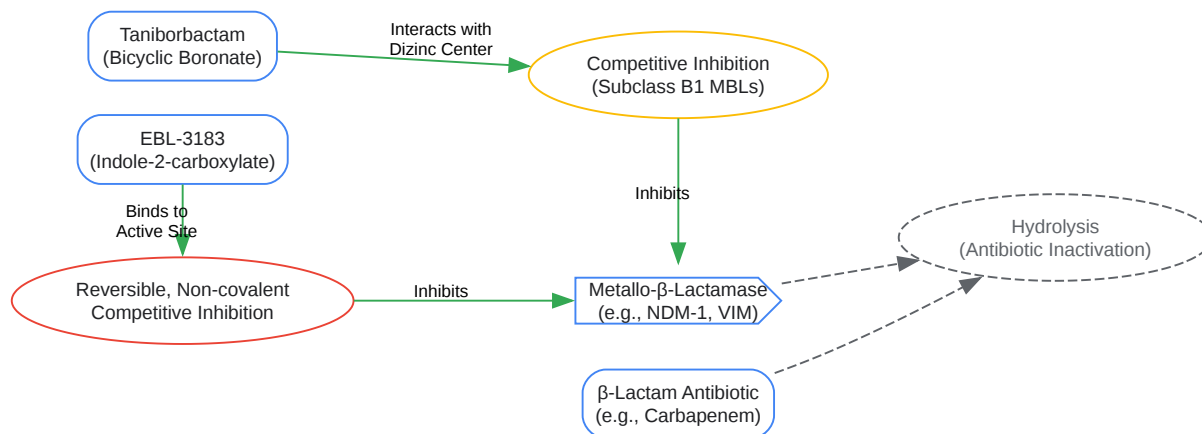 Taniborbactam
(Bicyclic Boronate)
Interacts with
Dizinc Center
Competitive Inhibition
(Subclass B1 MBLs)
EBL-3183
(Indole-2-carboxylate)
Binds to
Active Site
Inhibits
Hydrolysis
(Antibiotic Inactivation)
Reversible, Non-covalent
Competitive Inhibition
Inhibits
Metallo-β-Lactamase
(e.g., NDM-1, VIM)
β-Lactam Antibiotic
(e.g., Carbapenem)